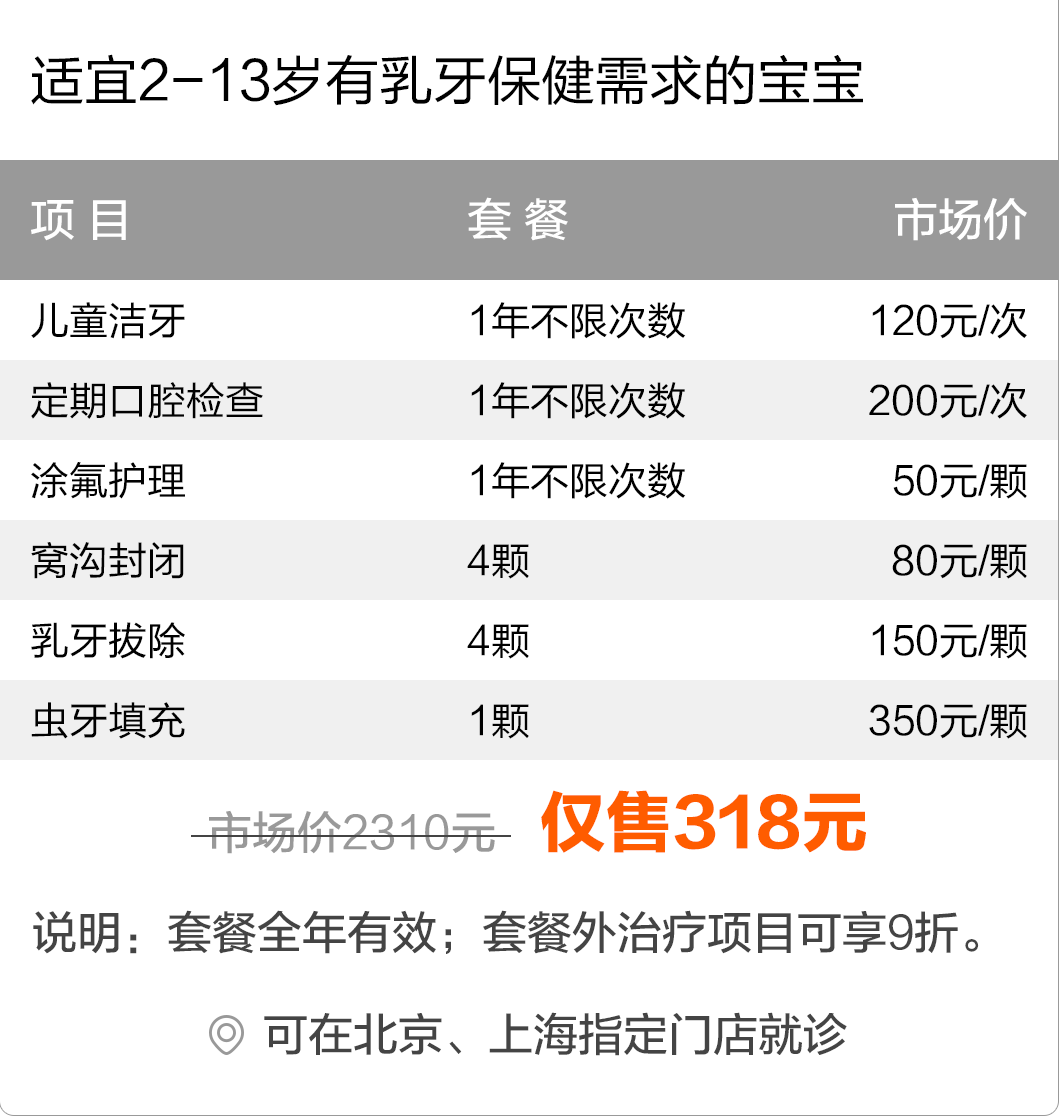 适宜2-13岁有乳牙保健需求的宝宝
项 目 套 餐 市场价
儿童洁牙 1年不限次数 120元/次
定期口腔检查 1年不限次数 200元/次
涂氟护理 1年不限次数 50元/颗
窝沟封闭 4颗 80元/颗
乳牙拔除 4颗 150元/颗
虫牙填充 1颗 350元/颗
市场价2310元 仅售318元
说明：套餐全年有效；套餐外治疗项目可享9折。
可在北京、上海指定门店就诊